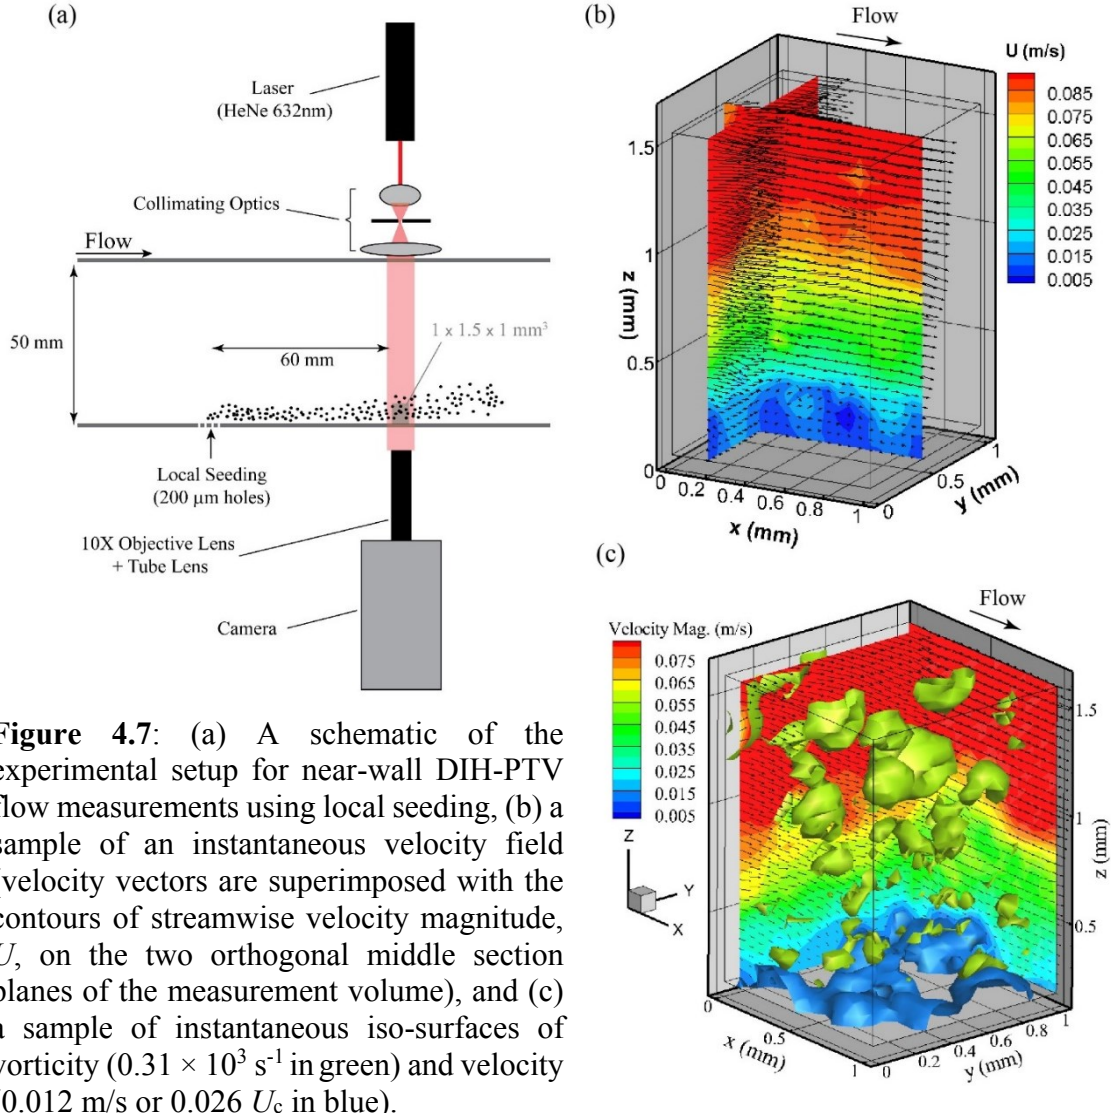 (a)
Laser
(HeNe 632nm)
Collimating Optics
Flow
50 mm
60 mm
1 x 1.5 x 1 mm³
Local Seeding
(200 μm holes)
10X Objective Lens
+ Tube Lens
Camera
(b)
Flow
U (m/s)
0.085
0.075
0.065
0.055
0.045
0.035
0.025
0.015
0.005
1.5
1
0.5
0
z (mm)
0
0.2
0.4
0.6
0.8
1
x (mm)
0
0.5
1
y (mm)
(c)
Flow
Velocity Mag. (m/s)
0.075
0.065
0.055
0.045
0.035
0.025
0.015
0.005
Z
Y
X
1.5
1
0.5
z (mm)
0
0.5
1
x (mm)
0
0.2
0.4
0.6
0.8
1
y (mm)
Figure 4.7: (a) A schematic of the
experimental setup for near-wall DIH-PTV
flow measurements using local seeding, (b) a
sample of an instantaneous velocity field
(velocity vectors are superimposed with the
contours of streamwise velocity magnitude,
U, on the two orthogonal middle section
planes of the measurement volume), and (c)
a sample of instantaneous iso-surfaces of
vorticity (0.31 × 10³ s⁻¹ in green) and velocity
(0.012 m/s or 0.026 Uc in blue).